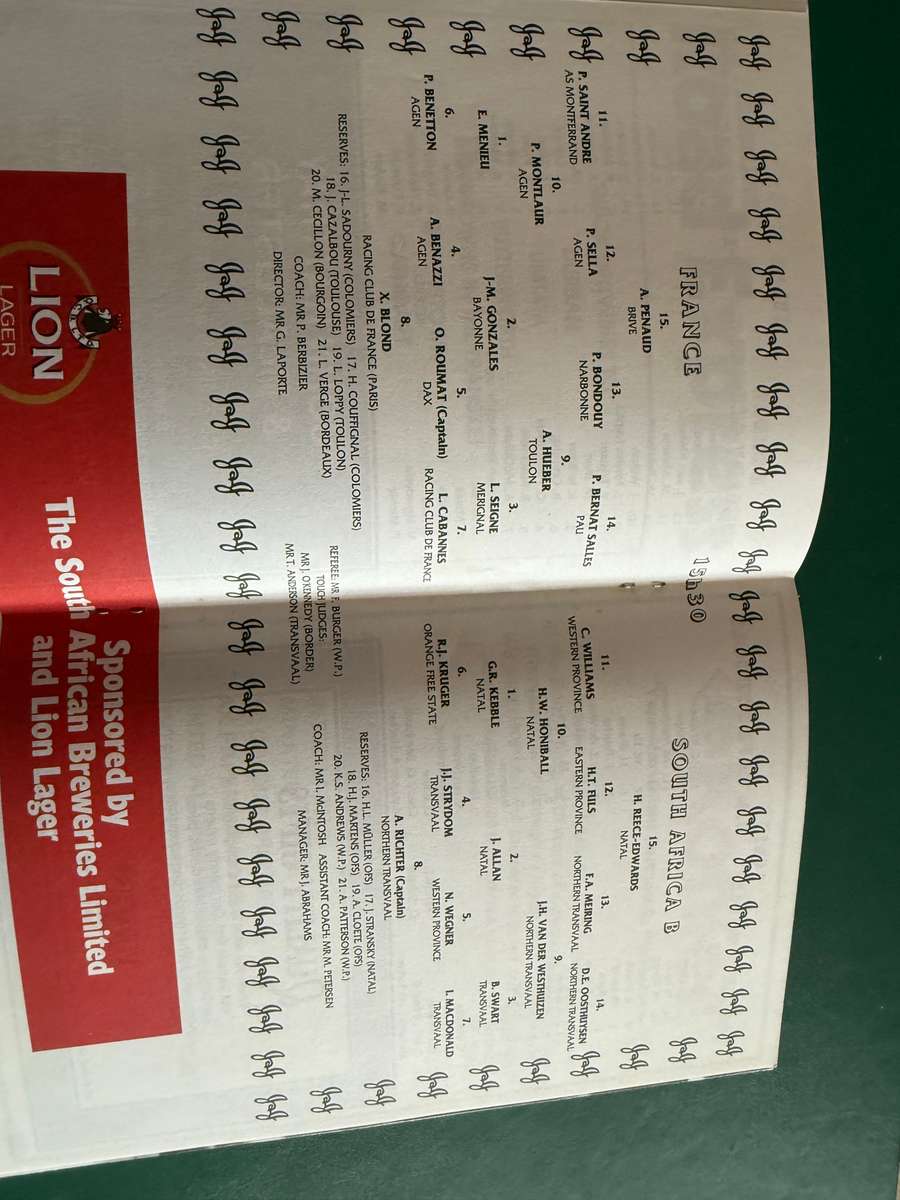 FRANCE
15.
A. PENAUD
BRIVE
11. 12. 13. 14.
P. SAINT ANDRE P. SELLA P. BONDOUY P. BERNAT SALLES
AS MONTFERRAND AGEN NARBONNE PAU
10. 9.
P. MONTLAUR A. HUEBER
AGEN TOULON
1. 2. 3.
E. MENIEU J-M. GONZALES L. SEIGNE
BAYONNE MERIGNAL
6. 4. 5. 7.
P. BENETTON A. BENAZZI O. ROUMAT (Captain) L. CABANNES
AGEN AGEN DAX RACING CLUB DE FRANCE
8.
X. BLOND
RACING CLUB DE FRANCE (PARIS)
RESERVES: 16. J-L. SADOURNY (COLOMIERS) 17. H. COUFFIGNAL (COLOMIERS)
18. J. CAZALBOU (TOULOUSE) 19. L. LOPPY (TOULON)
20. M. CECILLON (BOURGOIN) 21. L. VERGE (BORDEAUX)
COACH: MR P. BERBIZIER
DIRECTOR: MR G. LAPORTE
15h30
REFEREE: MR F. BURGER (W.P.)
TOUCH JUDGES:
MR J. O'KENNEDY (BORDER)
MR T. ANDERSON (TRANSVAAL)
SOUTH AFRICA B
15.
H. REECE-EDWARDS
NATAL
11. 12. 13. 14.
C. WILLIAMS H.T. FULS F.A. MEIRING D.E. OOSTHUYSEN
WESTERN PROVINCE EASTERN PROVINCE NORTHERN TRANSVAAL NORTHERN TRANSVAAL
10. 9.
H.W. HONIBALL J.H. VAN DER WESTHUIZEN
NATAL NORTHERN TRANSVAAL
1. 2. 3.
G.R. KEBBLE J. ALLAN B. SWART
NATAL NATAL TRANSVAAL
6. 4. 5. 7.
R.J. KRUGER J.J. STRYDOM N. WEGNER I. MACDONALD
ORANGE FREE STATE TRANSVAAL WESTERN PROVINCE TRANSVAAL
8.
A. RICHTER (Captain)
NORTHERN TRANSVAAL
RESERVES: 16. H.L. MÜLLER (OFS) 17. J. STRANSKY (NATAL)
18. H.J. MARTENS (OFS) 19. A. CLOETE (OFS)
20. K.S. ANDREWS (W.P.) 21. A. PATTERSON (W.P.)
COACH: MR I. McINTOSH ASSISTANT COACH: MR M. PETERSEN
MANAGER: MR J. ABRAHAMS
LION
LAGER
Sponsored by
The South African Breweries Limited
and Lion Lager